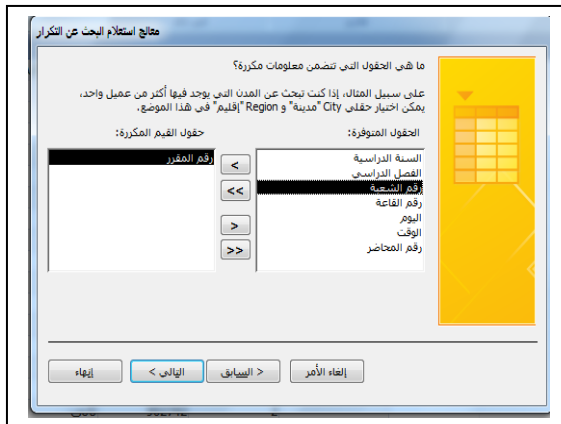 معالج استعلام البحث عن التكرار
ما هي الحقول التي تتضمن معلومات مكررة؟
على سبيل المثال، إذا كنت تبحث عن المدن التي يوجد فيها أكثر من عميل واحد،
يمكن اختيار حقلي City "مدينة" و Region "إقليم" في هذا الموضع.
الحقول المتوفرة:
حقول القيم المكررة:
السنة الدراسية
الفصل الدراسي
رقم الشعبة
رقم القاعة
اليوم
الوقت
رقم المحاضر
>
>>
<
<<
رقم المقرر
إلغاء الأمر
< السابق
التالي >
إنهاء